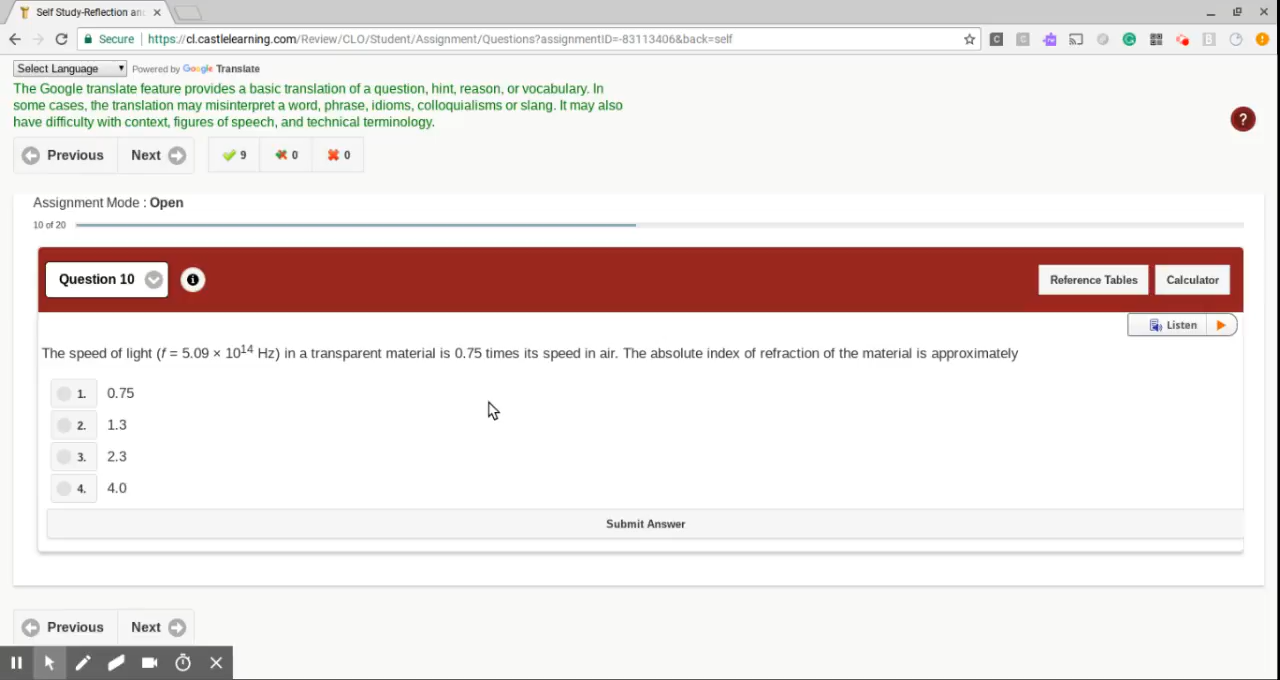 Self Study-Reflection an
Secure https://cl.castlelearning.com/Review/CLO/Student/Assignment/Questions?assignmentID=-83113406&back=self
Select Language Powered by Google Translate
The Google translate feature provides a basic translation of a question, hint, reason, or vocabulary. In
some cases, the translation may misinterpret a word, phrase, idioms, colloquialisms or slang. It may also
have difficulty with context, figures of speech, and technical terminology.
?
Previous Next 9 0 0
Assignment Mode : Open
10 of 20
Question 10 i Reference Tables Calculator
Listen
The speed of light (f = 5.09 × 10¹⁴ Hz) in a transparent material is 0.75 times its speed in air. The absolute index of refraction of the material is approximately
1. 0.75
2. 1.3
3. 2.3
4. 4.0
Submit Answer
Previous Next